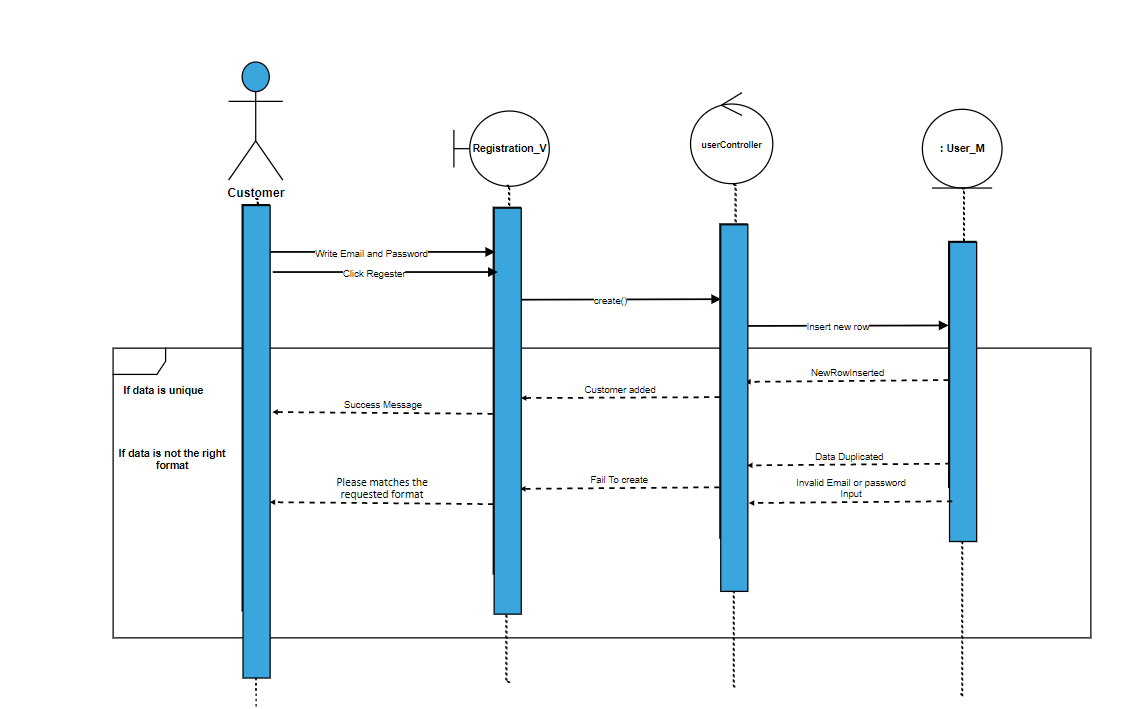 Registration_V
userController
: User_M
Customer
Write Email and Password
Click Regester
create()
Insert new row
NewRowInserted
If data is unique
Customer added
Success Message
If data is not the right
format
Data Duplicated
Fail To create
Please matches the
requested format
Invalid Email or password
Input